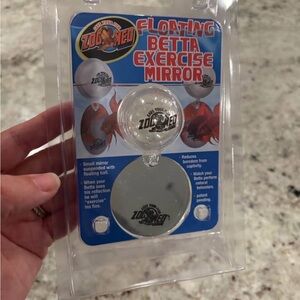 ZOO MED
FLOATING
BETTA
EXERCISE
MIRROR
ZOO MED
- Small mirror
suspended with
floating ball.
- When your
Betta sees
his reflection
he will
"exercise"
his fins.
- Reduces
boredom from
captivity.
- Watch your
Betta perform
natural
behaviors.
- patent
pending.
ZOO MED